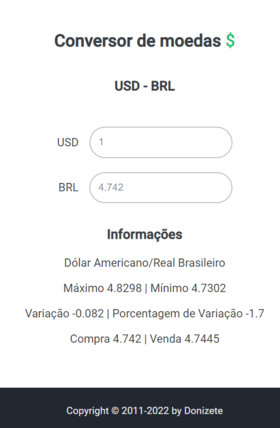 Conversor de moedas $
USD - BRL
USD 1
BRL 4.742
Informações
Dólar Americano/Real Brasileiro
Máximo 4.8298 | Mínimo 4.7302
Variação -0.082 | Porcentagem de Variação -1.7
Compra 4.742 | Venda 4.7445
Copyright © 2011-2022 by Donizete